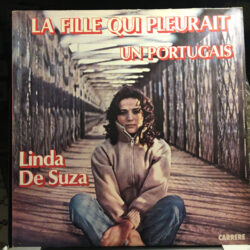 LA FILLE QUI PLEURAIT
UN PORTUGAIS
Linda
De Suza
CARRERE